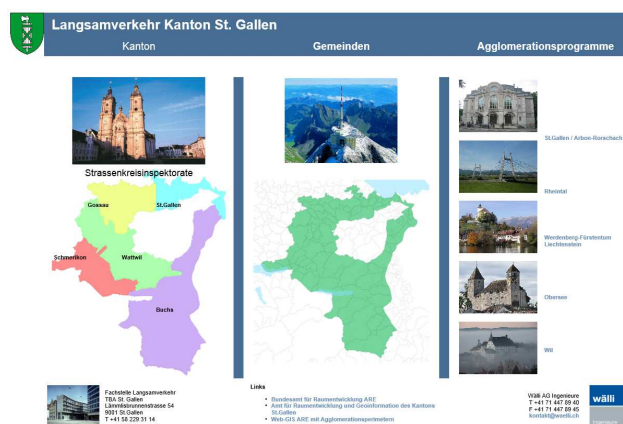 Langsamverkehr Kanton St. Gallen
Kanton
Gemeinden
Agglomerationsprogramme
Strassenkreisinspektorate
Gossau
St.Gallen
Schmerikon
Wattwil
Buchs
St.Gallen / Arbon-Rorschach
Rheintal
Werdenberg-Fürstentum
Liechtenstein
Obersee
Wil
Fachstelle Langsamverkehr
TBA St. Gallen
Lämmlisbrunnenstrasse 54
9001 St.Gallen
T +41 58 229 31 14
Links
• Bundesamt für Raumentwicklung ARE
• Amt für Raumentwicklung und Geoinformation des Kantons
St.Gallen
• Web-GIS ARE mit Agglomerationsperimetern
Wälli AG Ingenieure
T +41 71 447 89 40
F +41 71 447 89 45
kontakt@waelli.ch
wälli